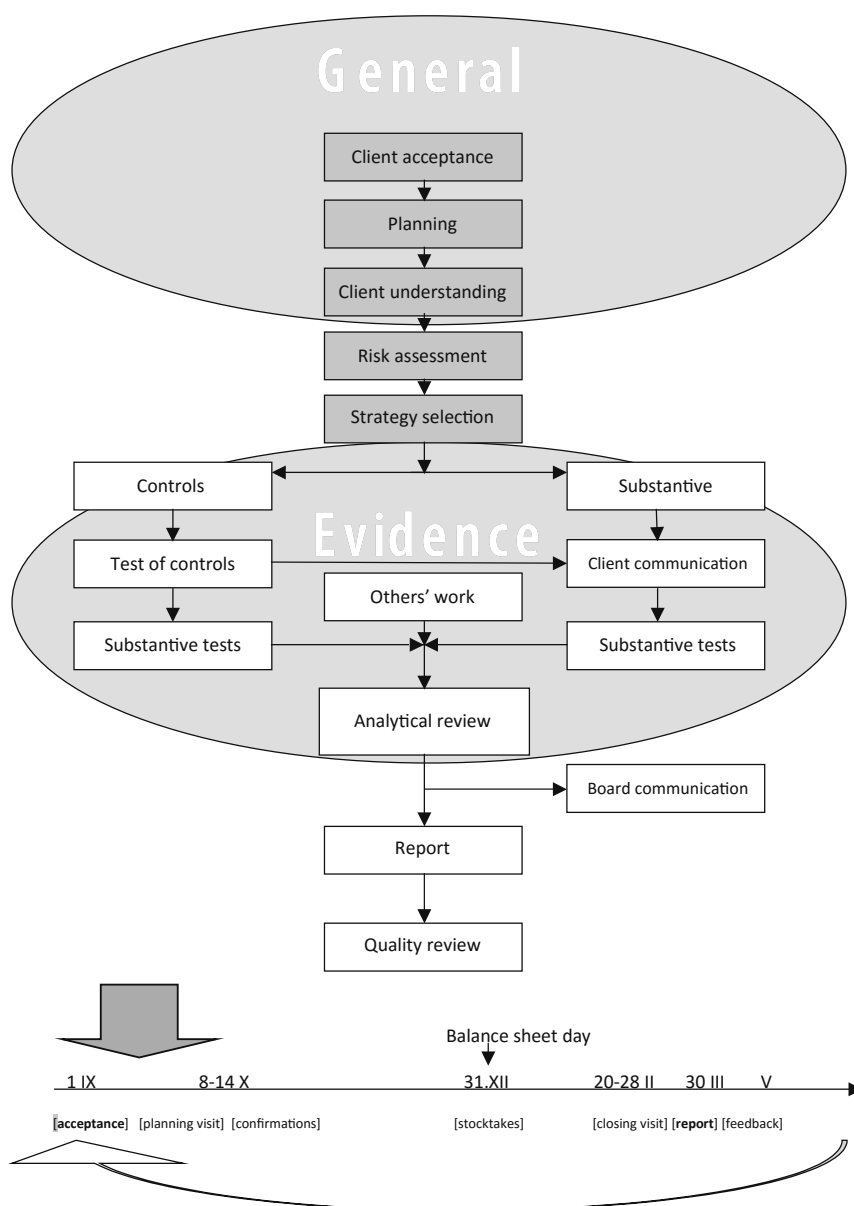 General
Client acceptance
Planning
Client understanding
Risk assessment
Strategy selection
Controls
Substantive
Evidence
Test of controls
Client communication
Others' work
Substantive tests
Substantive tests
Analytical review
Board communication
Report
Quality review
Balance sheet day
1 IX 8-14 X 31.XII 20-28 II 30 III V
[acceptance] [planning visit] [confirmations] [stocktakes] [closing visit] [report] [feedback]